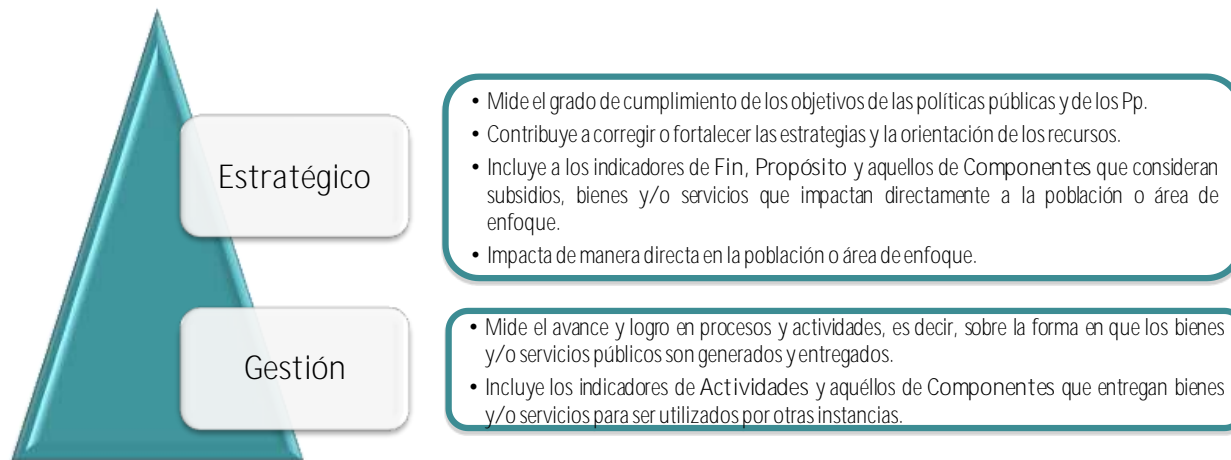 • Mide el grado de cumplimiento de los objetivos de las políticas públicas y de los Pp.
• Contribuye a corregir o fortalecer las estrategias y la orientación de los recursos.
Estratégico
• Incluye a los indicadores de Fin, Propósito y aquellos de Componentes que consideran
subsidios, bienes y/o servicios que impactan directamente a la población o área de
enfoque.
• Impacta de manera directa en la población o área de enfoque.
Gestión
• Mide el avance y logro en procesos y actividades, es decir, sobre la forma en que los bienes
y/o servicios públicos son generados y entregados.
• Incluye los indicadores de Actividades y aquéllos de Componentes que entregan bienes
y/o servicios para ser utilizados por otras instancias.